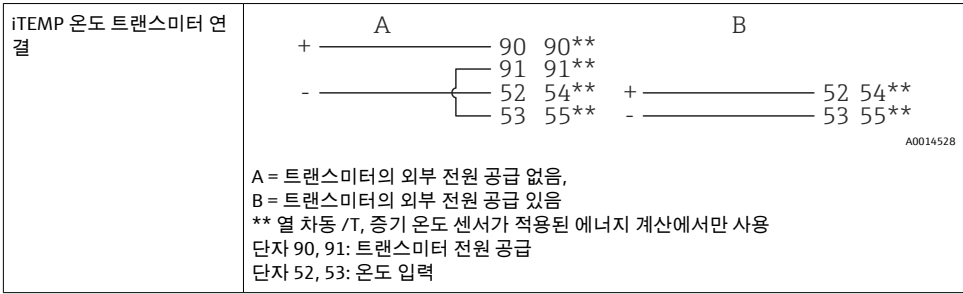 iTEMP 온도 트랜스미터 연
결
A
B
+ 90 90**
91 91**
- 52 54**
53 55**
+ 52 54**
- 53 55**
A0014528
A = 트랜스미터의 외부 전원 공급 없음,
B = 트랜스미터의 외부 전원 공급 있음
** 열 차동 /T, 증기 온도 센서가 적용된 에너지 계산에서만 사용
단자 90, 91: 트랜스미터 전원 공급
단자 52, 53: 온도 입력